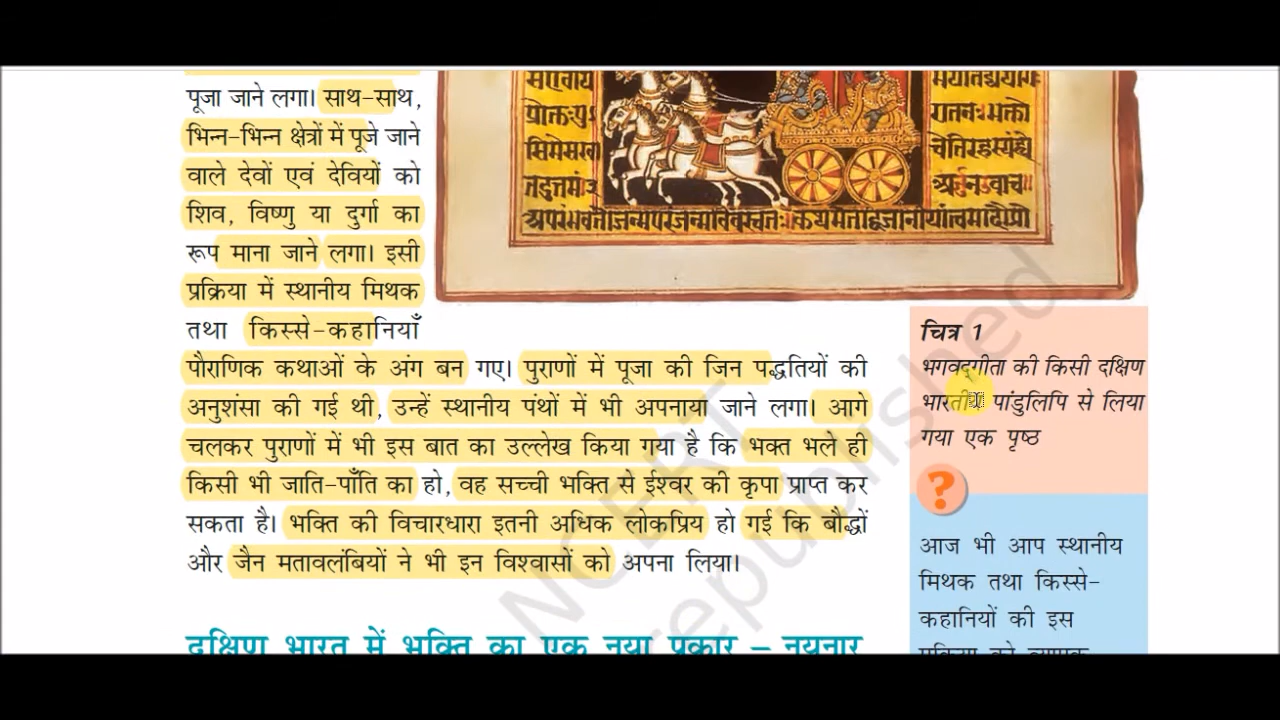 पूजा जाने लगा। साथ-साथ,
भिन्न-भिन्न क्षेत्रों में पूजे जाने
वाले देवों एवं देवियों को
शिव, विष्णु या दुर्गा का
रूप माना जाने लगा। इसी
प्रक्रिया में स्थानीय मिथक
तथा किस्से-कहानियाँ
पौराणिक कथाओं के अंग बन गए। पुराणों में पूजा की जिन पद्धतियों की
अनुशंसा की गई थी, उन्हें स्थानीय पंथों में भी अपनाया जाने लगा। आगे
चलकर पुराणों में भी इस बात का उल्लेख किया गया है कि भक्त भले ही
किसी भी जाति-पाँति का हो, वह सच्ची भक्ति से ईश्वर की कृपा प्राप्त कर
सकता है। भक्ति की विचारधारा इतनी अधिक लोकप्रिय हो गई कि बौद्धों
और जैन मतावलंबियों ने भी इन विश्वासों को अपना लिया।
दक्षिण भारत में भक्ति का एक नया प्रकार – नयनार
चित्र 1
भगवद्गीता की किसी दक्षिण
भारतीय पांडुलिपि से लिया
गया एक पृष्ठ
?
आज भी आप स्थानीय
मिथक तथा किस्से-
कहानियों की इस
NCERT
republished